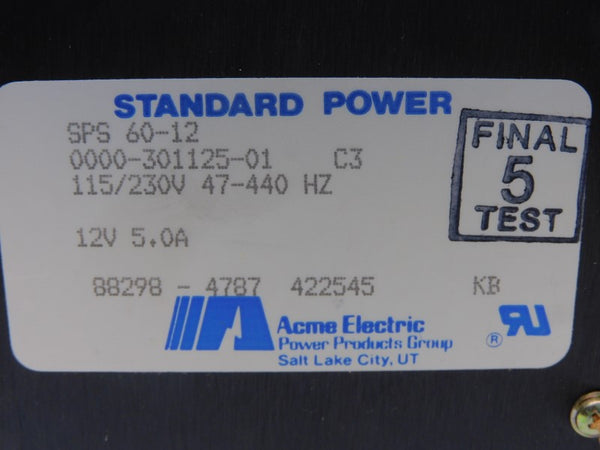 STANDARD POWER
SPS 60-12
0000-301125-01 C3
115/230V 47-440 HZ
12V 5.0A
88298 - 4787 422545 KB
FINAL
5
TEST
Acme Electric
Power Products Group
Salt Lake City, UT
®